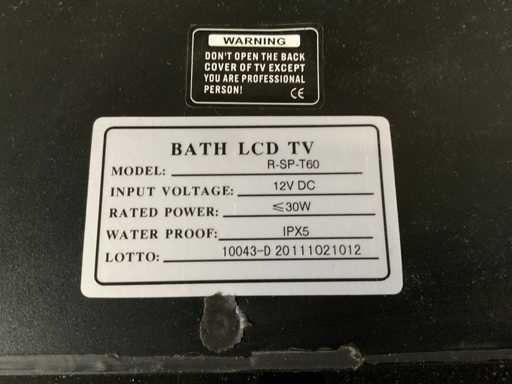 WARNING
DON'T OPEN THE BACK
COVER OF TV EXCEPT
YOU ARE PROFESSIONAL
PERSON! CE
BATH LCD TV
MODEL: R-SP-T60
INPUT VOLTAGE: 12V DC
RATED POWER: ≤30W
WATER PROOF: IPX5
LOTTO: 10043-D 20111021012